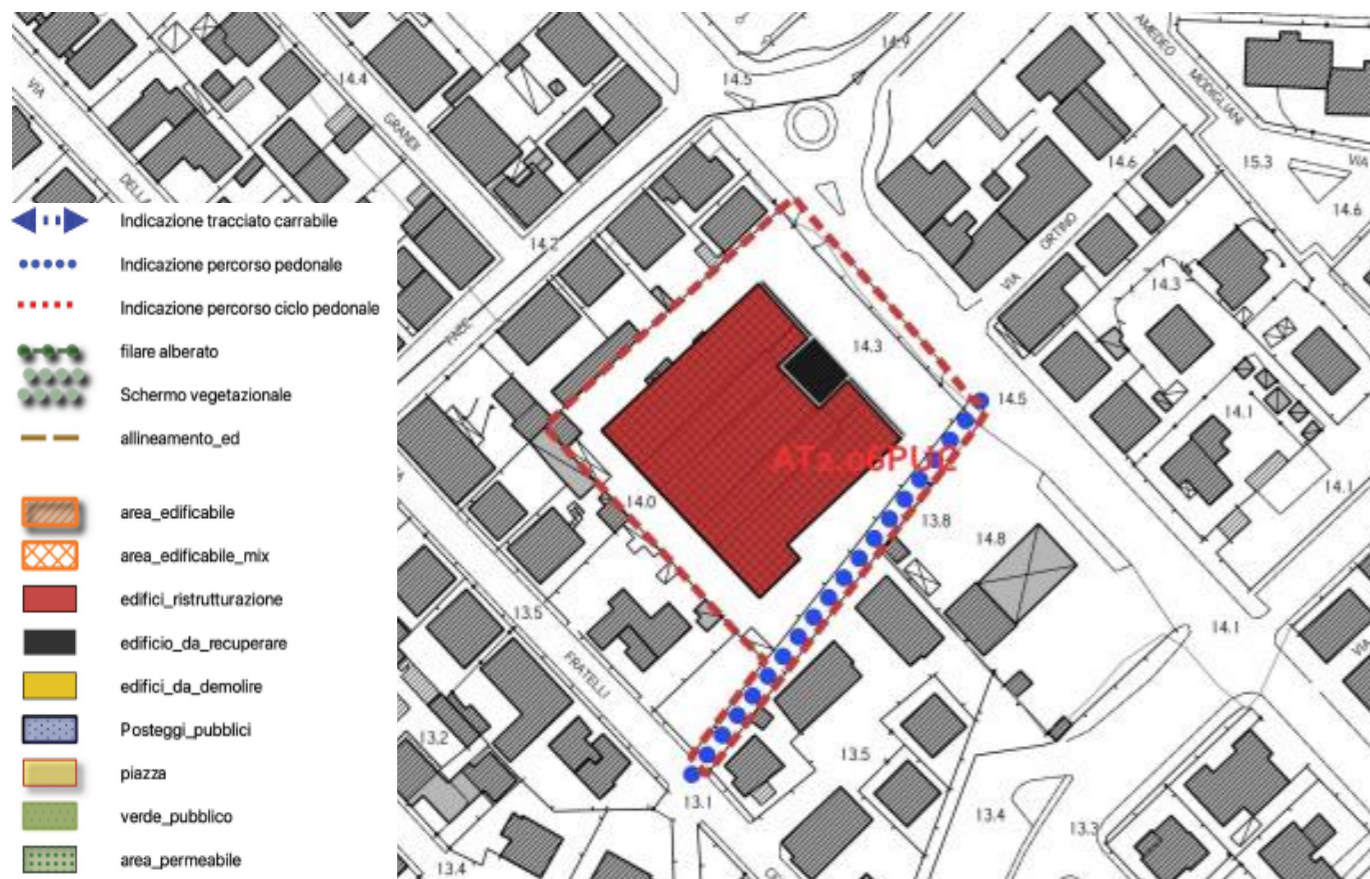 Indicazione tracciato carrabile
Indicazione percorso pedonale
Indicazione percorso ciclo pedonale
filare alberato
Schermo vegetazionale
allineamento_ed
area_edificabile
area_edificabile_mix
edifici_ristrutturazione
edificio_da_recuperare
edifici_da_demolire
Posteggi_pubblici
piazza
verde_pubblico
area_permeabile
VIA
14.4
GRANDI
14.5
14.9
AMEDEO
MODIGLIANI
VIA
15.3
14.6
14.6
14.2
VIA ORTINO
14.3
14.3
14.5
14.1
14.1
AT2.06PUC
14.0
13.8
14.8
13.5
FRATELLI
14.1
VIA
13.2
13.5
13.1
13.4
13.3
13.4